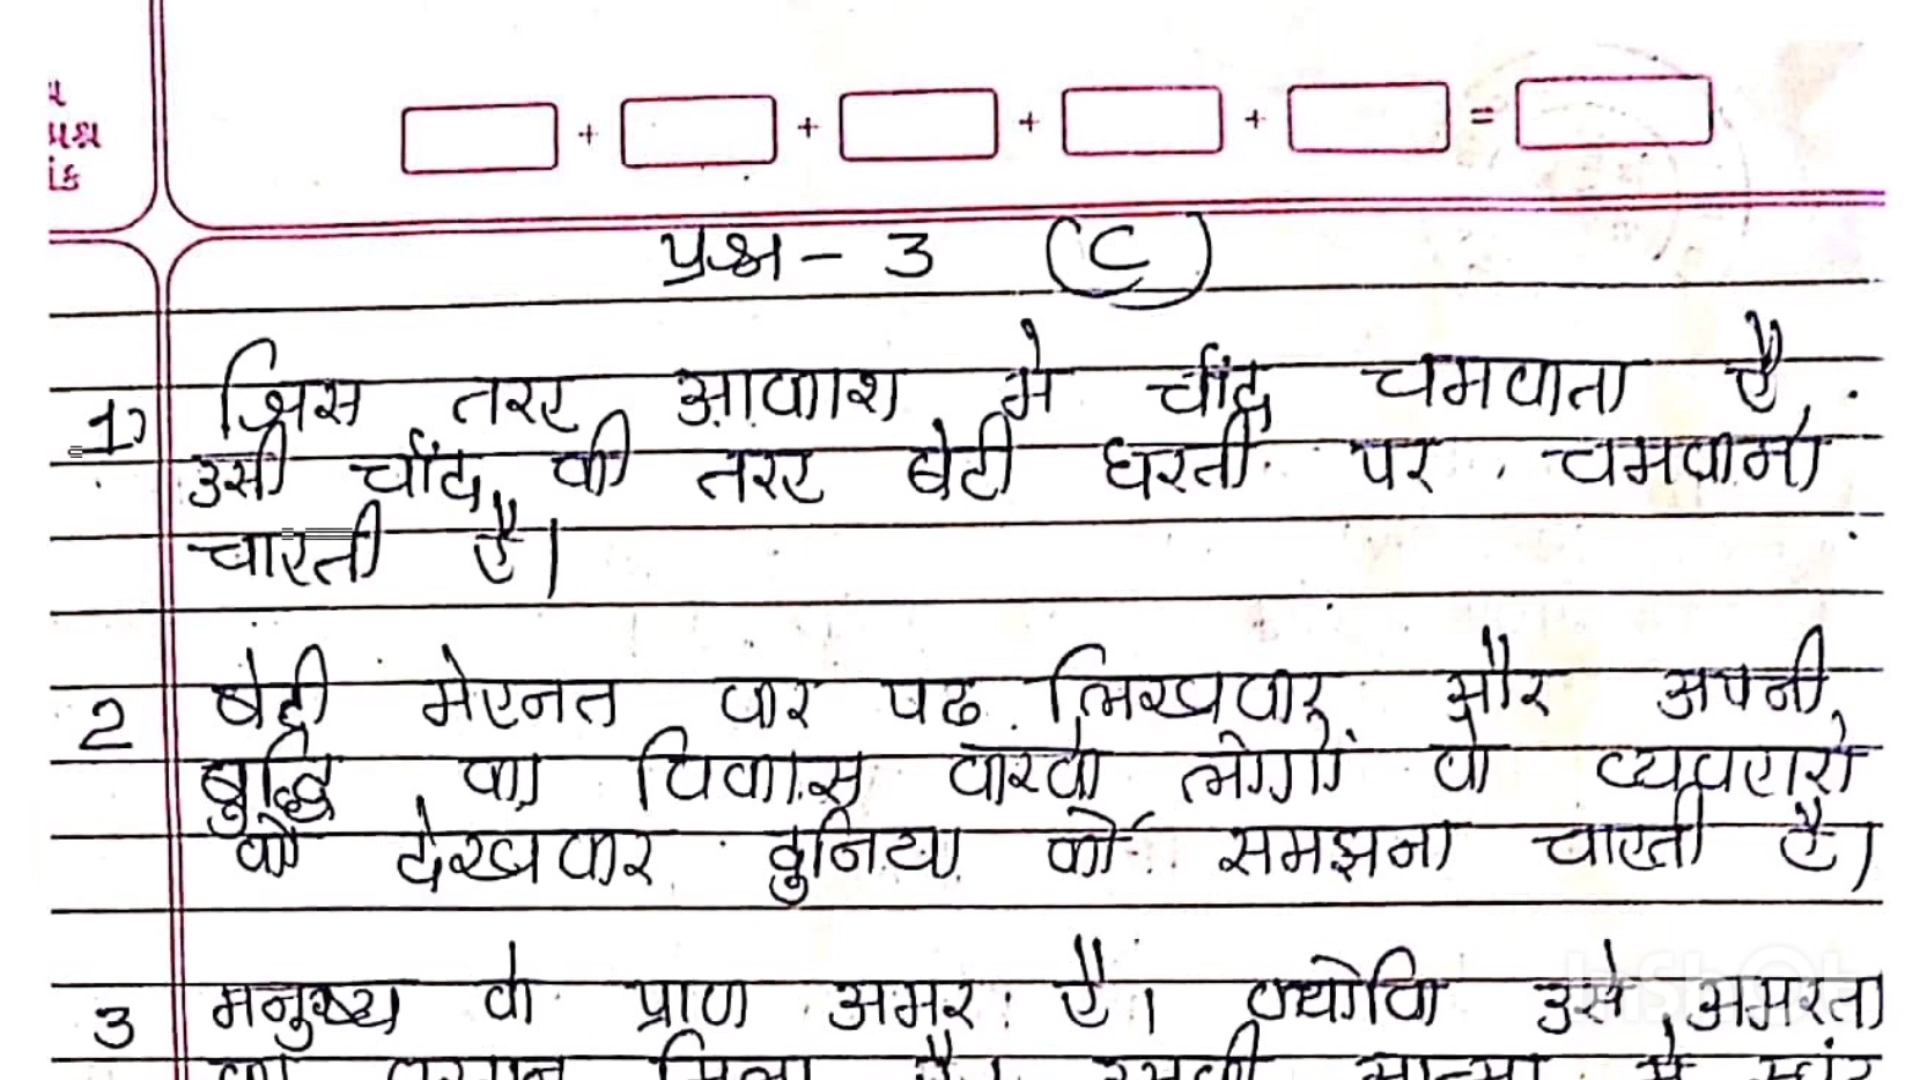 प्रश्न - 3 (C)
1) जिस तरह आकाश मे चाँद चमकता है,
उसी चाँद की तरह बेटी धरती पर चमकना
चाहती है।
2 बेटी मेहनत कर पढ लिखकर और अपनी
बुद्धि का विकास करके लोगों के व्यवहारो
को देखकर दुनिया को समझना चाहती है।
3 मनुष्य के प्राण अमर है। क्योकि उसे अमरता